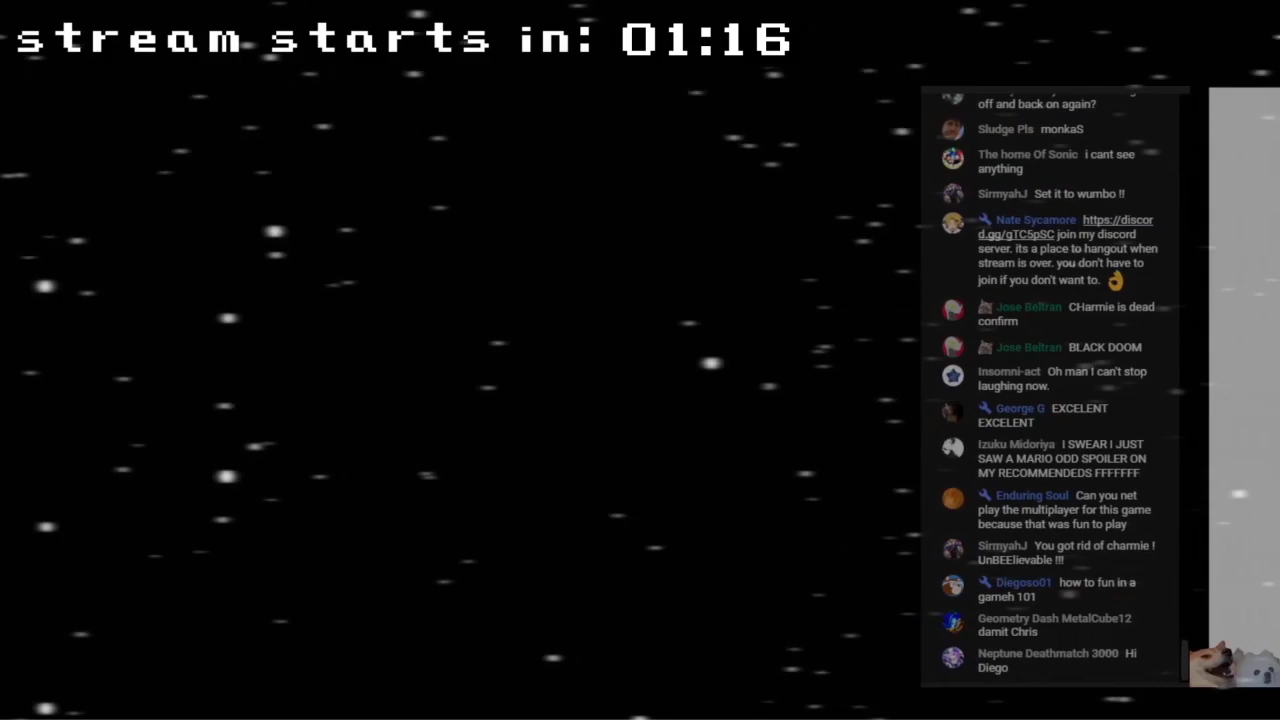 stream starts in: 01:16
off and back on again?
Sludge Pls monkaS
The home Of Sonic i cant see
anything
SirmyahJ Set it to wumbo !!
Nate Sycamore https://discor
d.gg/gTC5pSC join my discord
server. its a place to hangout when
stream is over. you don't have to
join if you don't want to. 👌
Jose Beltran CHarmie is dead
confirm
Jose Beltran BLACK DOOM
Insomni-act Oh man I can't stop
laughing now.
George G EXCELENT
EXCELENT
Izuku Midoriya I SWEAR I JUST
SAW A MARIO ODD SPOILER ON
MY RECOMMENDEDS FFFFFFF
Enduring Soul Can you net
play the multiplayer for this game
because that was fun to play
SirmyahJ You got rid of charmie !
UnBEElievable !!!
Diegoso01 how to fun in a
gameh 101
Geometry Dash MetalCube12
damit Chris
Neptune Deathmatch 3000 Hi
Diego